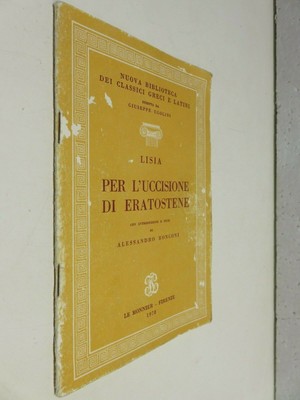 NUOVA BIBLIOTECA
DEI CLASSICI GRECI E LATINI
DIRETTA DA
GIUSEPPE
LISIA
PER L'UCCISIONE
DI ERATOSTENE
CON INTRODUZIONE E NOTE
DI
ALESSANDRO RONCONI
LE MONNIER - FIRENZE